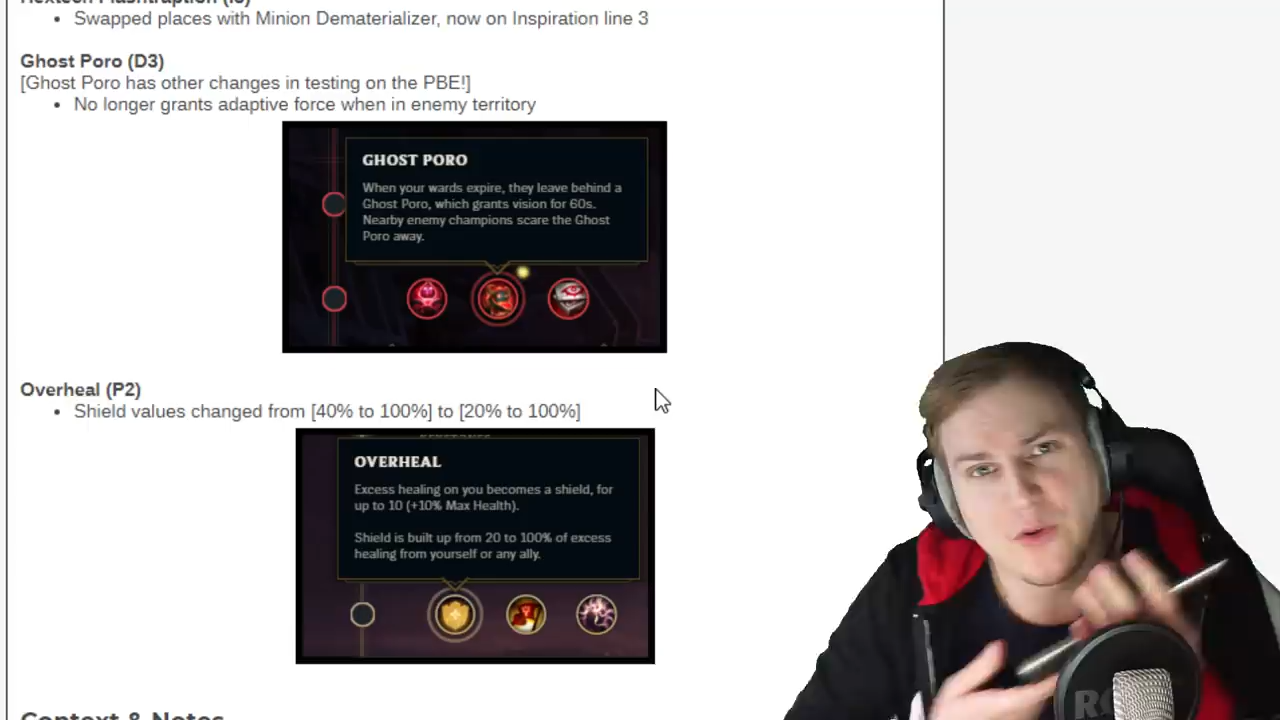 Hextech Flashtraption (I3)
Swapped places with Minion Dematerializer, now on Inspiration line 3
Ghost Poro (D3)
[Ghost Poro has other changes in testing on the PBE!]
No longer grants adaptive force when in enemy territory
GHOST PORO
When your wards expire, they leave behind a
Ghost Poro, which grants vision for 60s.
Nearby enemy champions scare the Ghost
Poro away.
Overheal (P2)
Shield values changed from [40% to 100%] to [20% to 100%]
OVERHEAL
Excess healing on you becomes a shield, for
up to 10 (+10% Max Health).
Shield is built up from 20 to 100% of excess
healing from yourself or any ally.
Context & Notes